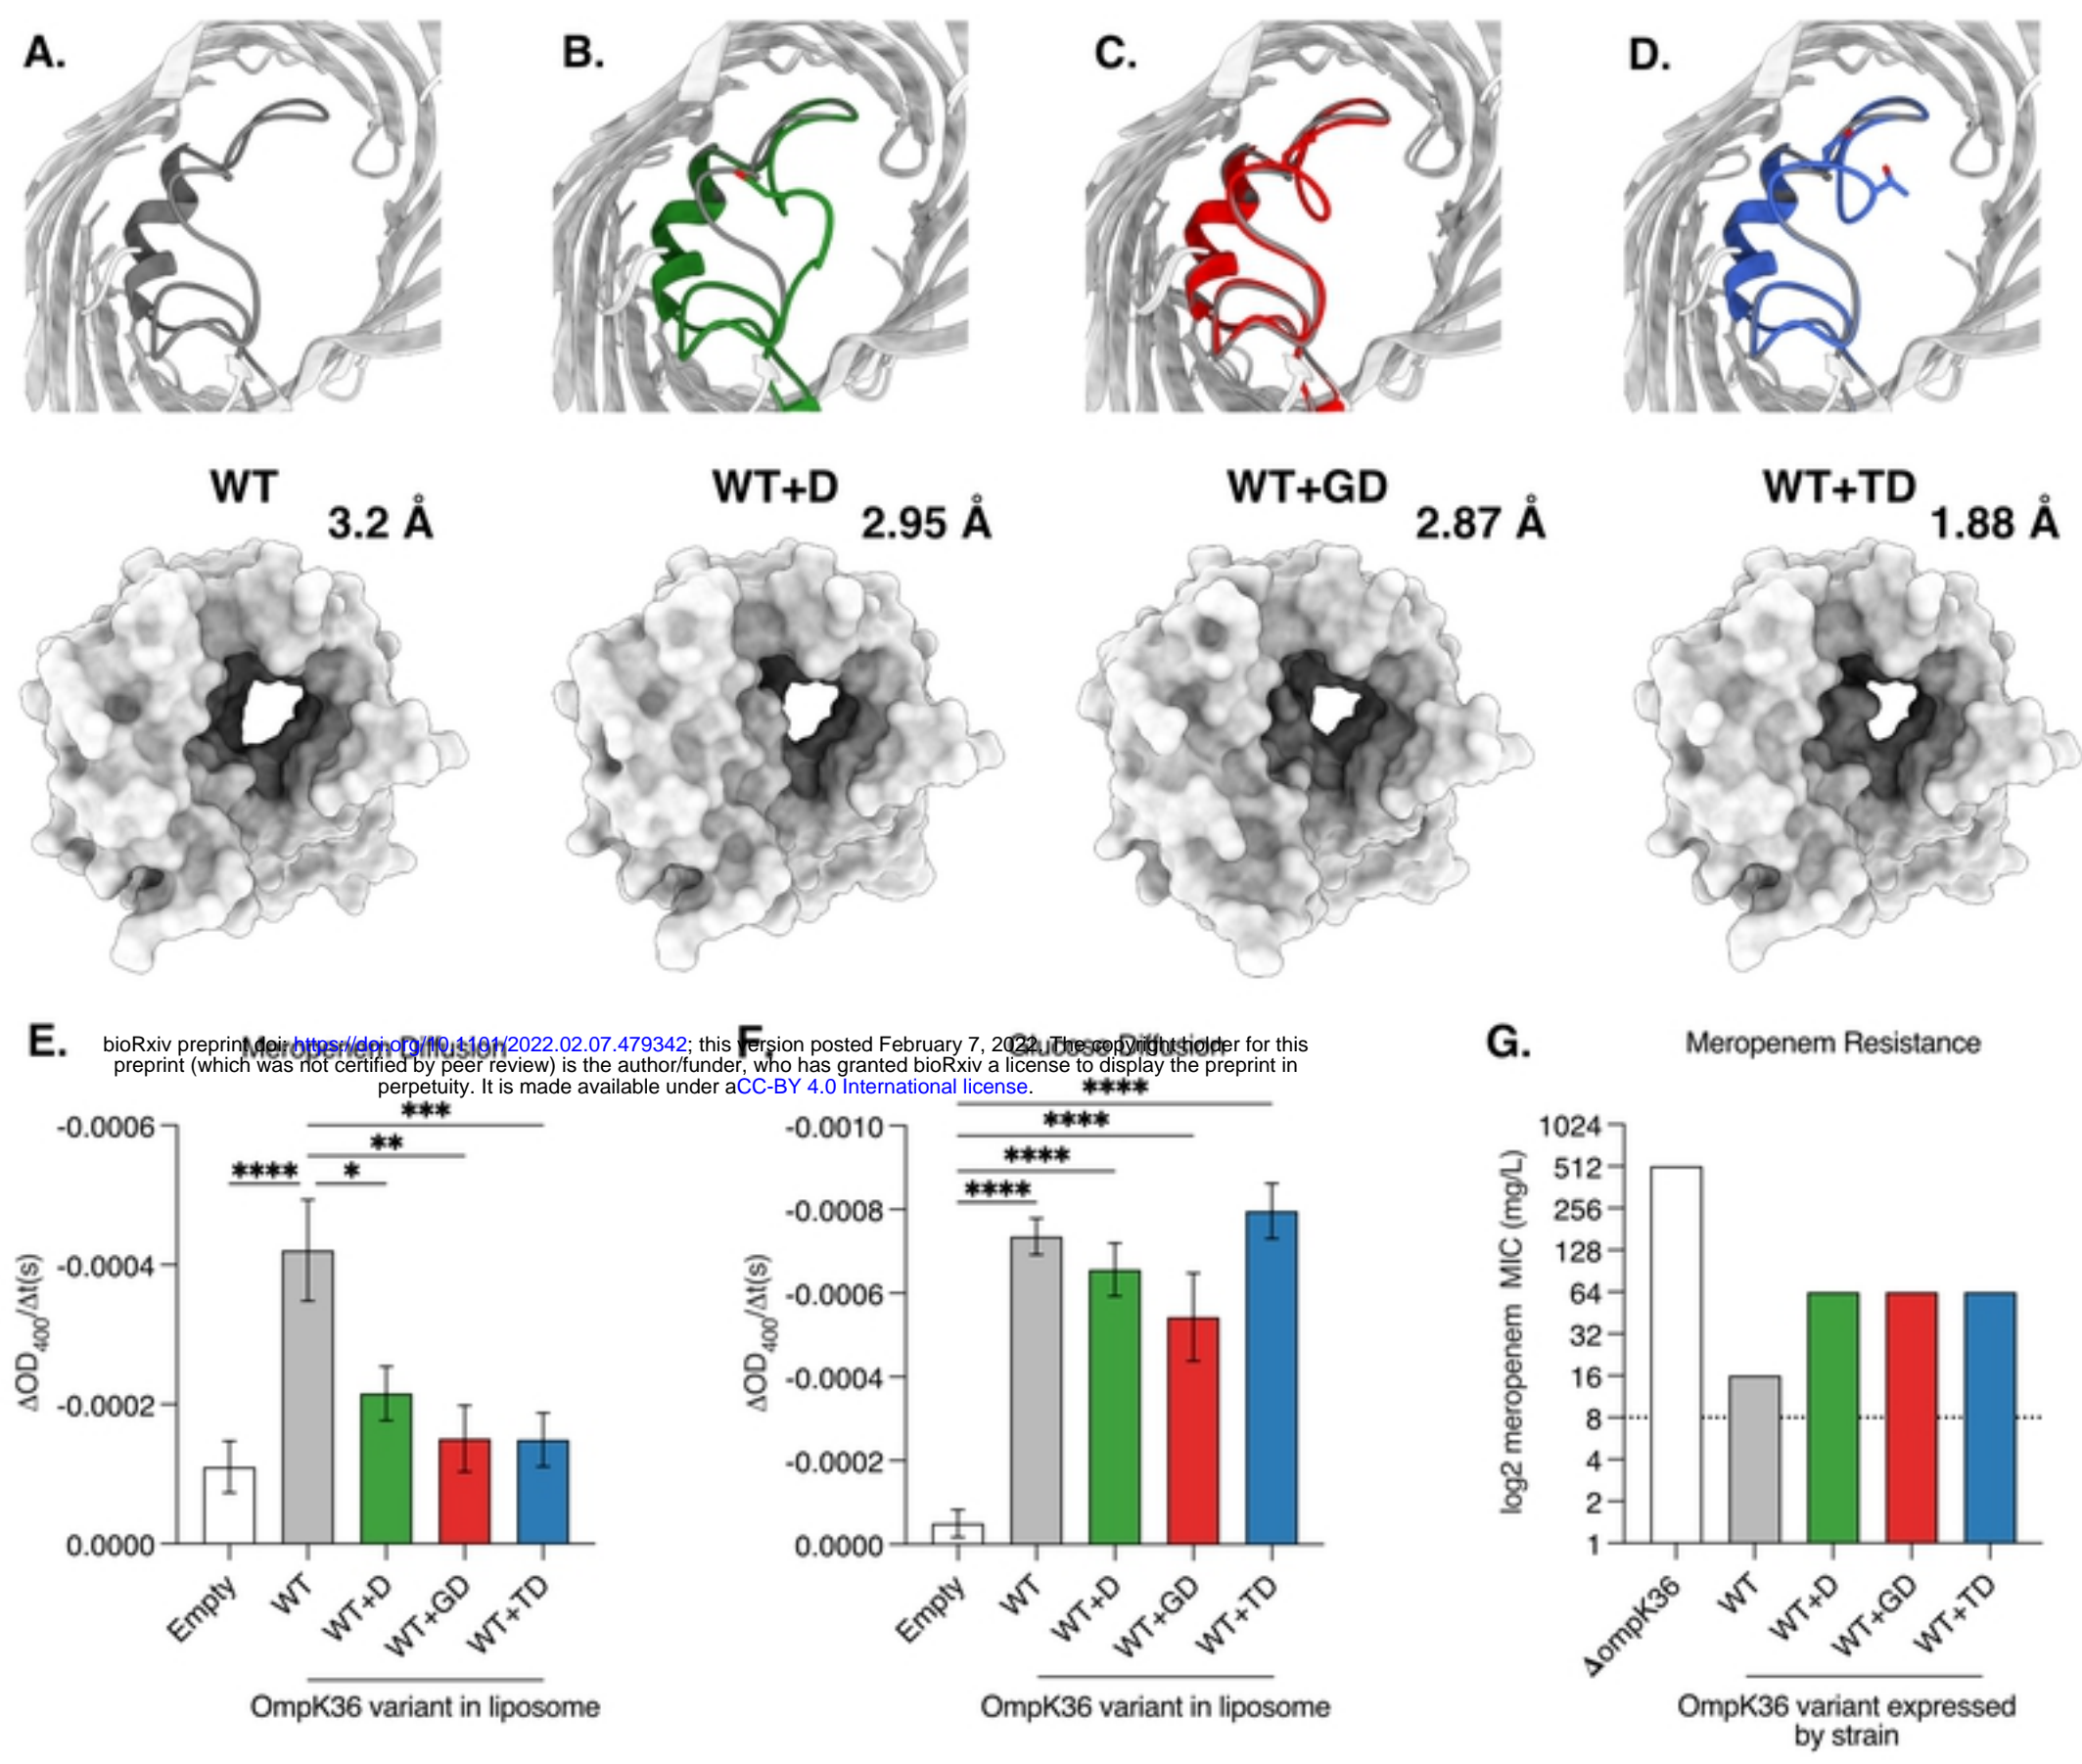 A.
B.
C.
D.
WT
3.2 Å
WT+D
2.95 Å
WT+GD
2.87 Å
WT+TD
1.88 Å
E.
Meropenem Diffusion
F.
Glucose Diffusion
G.
Meropenem Resistance
bioRxiv preprint doi: https://doi.org/10.1101/2022.02.07.479342; this version posted February 7, 2022. The copyright holder for this
preprint (which was not certified by peer review) is the author/funder, who has granted bioRxiv a license to display the preprint in
perpetuity. It is made available under aCC-BY 4.0 International license.
***
**
****
*
-0.0006
-0.0004
-0.0002
0.0000
ΔOD400/Δt(s)
Empty
WT
WT+D
WT+GD
WT+TD
OmpK36 variant in liposome
****
****
****
****
-0.0010
-0.0008
-0.0006
-0.0004
-0.0002
0.0000
ΔOD400/Δt(s)
Empty
WT
WT+D
WT+GD
WT+TD
OmpK36 variant in liposome
1024
512
256
128
64
32
16
8
4
2
1
log2 meropenem MIC (mg/L)
ΔompK36
WT
WT+D
WT+GD
WT+TD
OmpK36 variant expressed
by strain